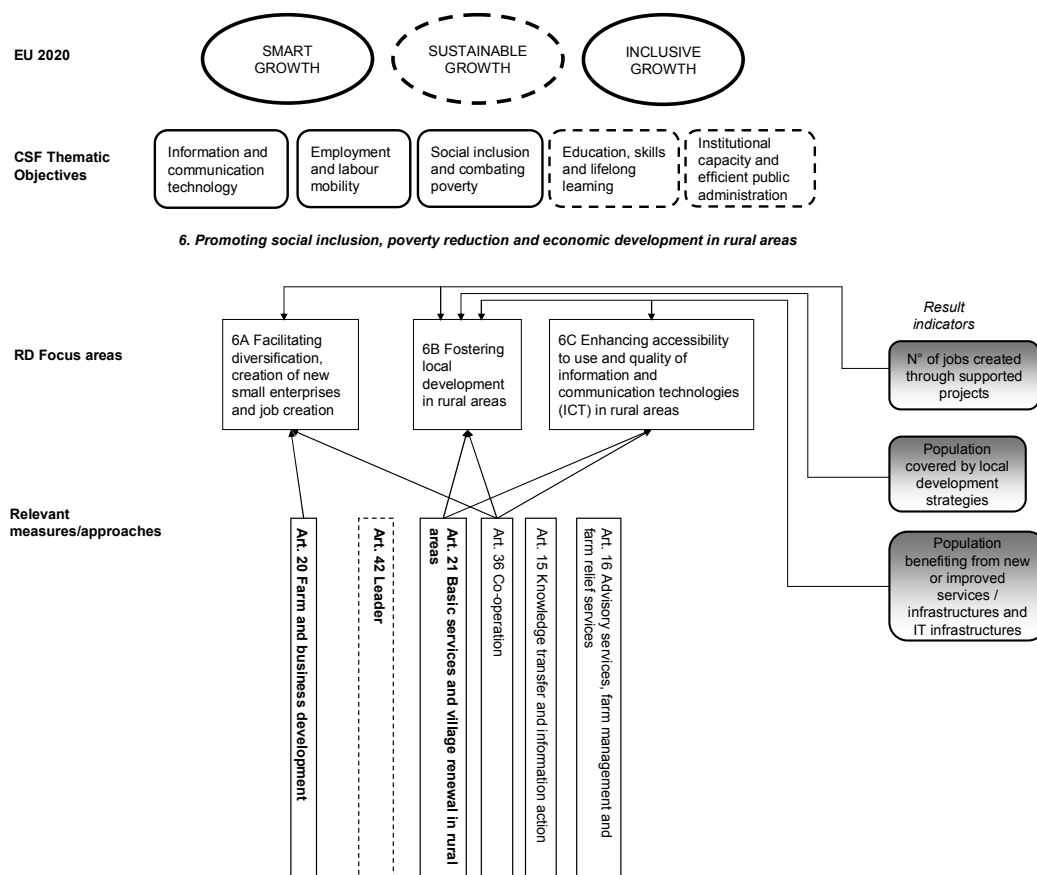 EU 2020
SMART
GROWTH
SUSTAINABLE
GROWTH
INCLUSIVE
GROWTH
CSF Thematic
Objectives
Information and
communication
technology
Employment
and labour
mobility
Social inclusion
and combating
poverty
Education, skills
and lifelong
learning
Institutional
capacity and
efficient public
administration
6. Promoting social inclusion, poverty reduction and economic development in rural areas
RD Focus areas
6A Facilitating
diversification,
creation of new
small enterprises
and job creation
6B Fostering
local
development
in rural areas
6C Enhancing accessibility
to use and quality of
information and
communication technologies
(ICT) in rural areas
Result
indicators
N° of jobs created
through supported
projects
Population
covered by local
development
strategies
Population
benefiting from new
or improved
services /
infrastructures and
IT infrastructures
Relevant
measures/approaches
Art. 20 Farm and business development
Art. 42 Leader
Art. 21 Basic services and village renewal in rural
areas
Art. 36 Co-operation
Art. 15 Knowledge transfer and information action
Art. 16 Advisory services, farm management and
farm relief services